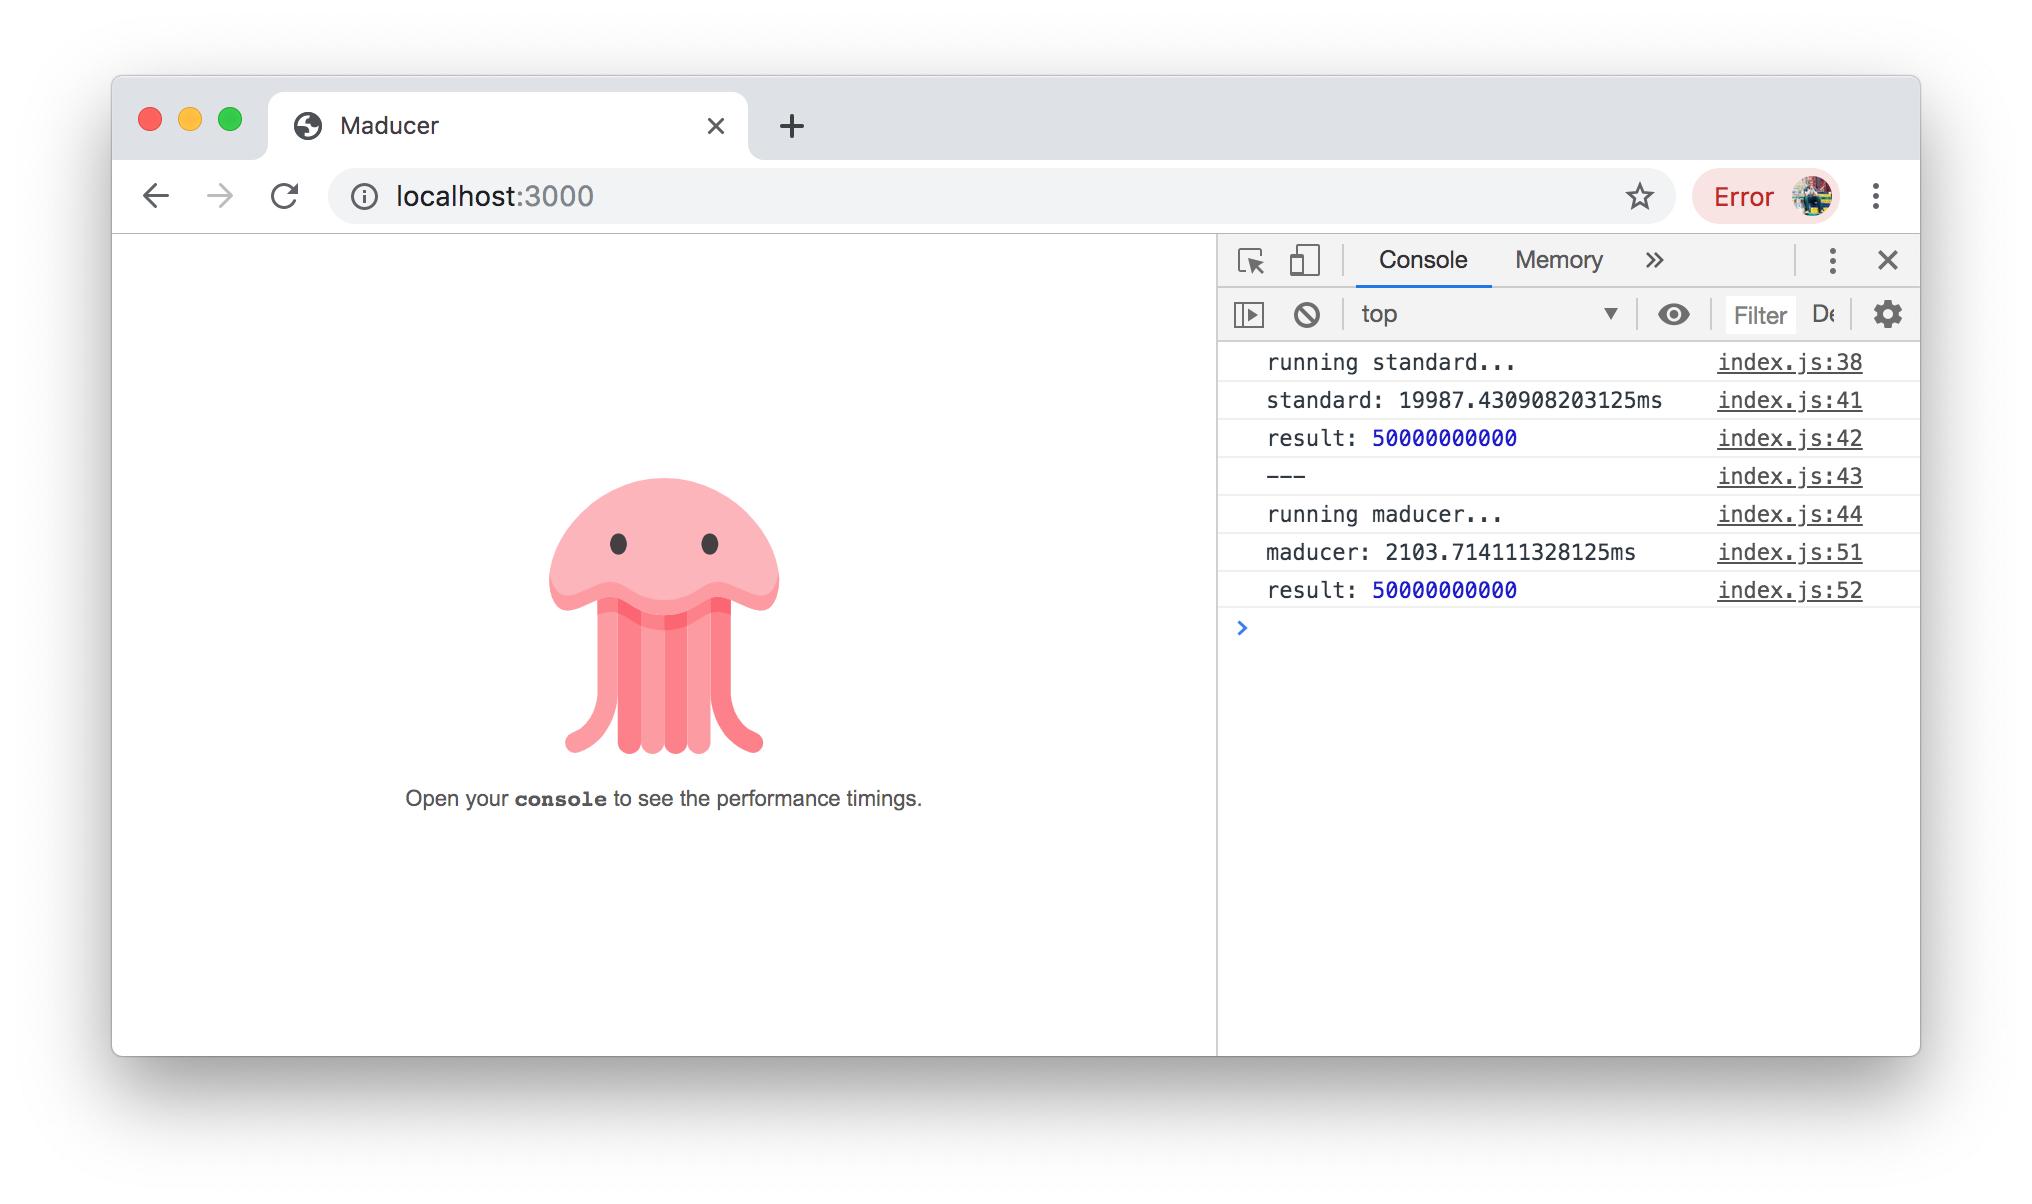 Maducer
localhost:3000
Error
Console Memory
top Filter De
running standard... index.js:38
standard: 19987.430908203125ms index.js:41
result: 50000000000 index.js:42
--- index.js:43
running maducer... index.js:44
maducer: 2103.714111328125ms index.js:51
result: 50000000000 index.js:52
Open your console to see the performance timings.